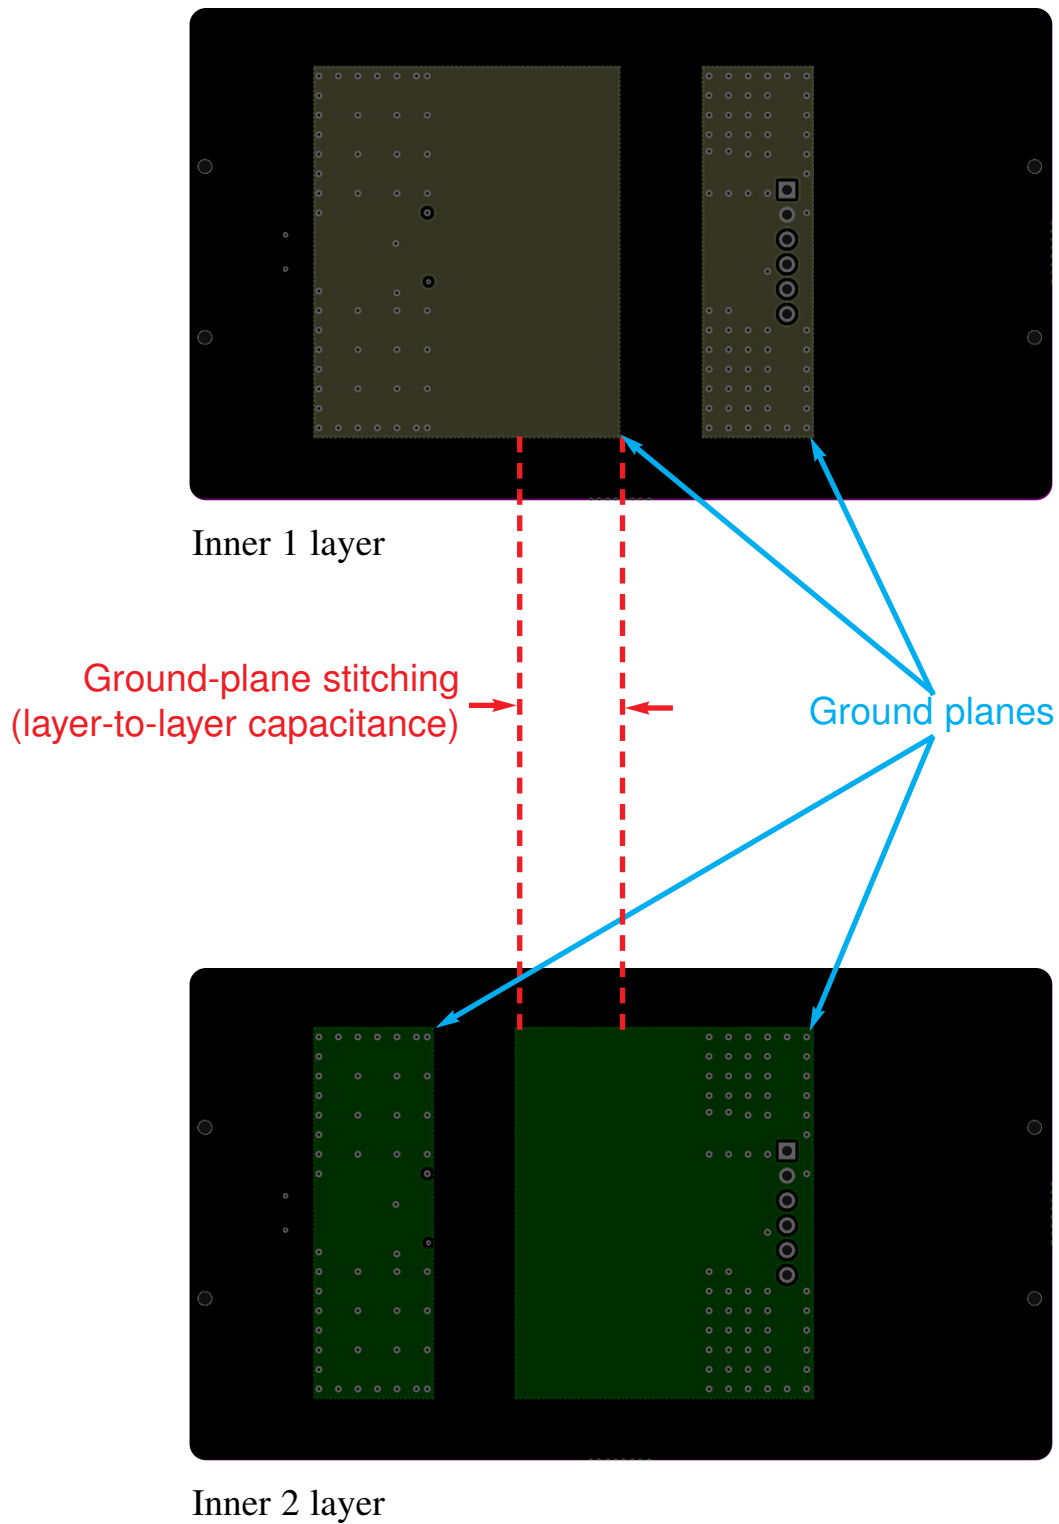 Inner 1 layer
Ground-plane stitching
(layer-to-layer capacitance)
Ground planes
Inner 2 layer